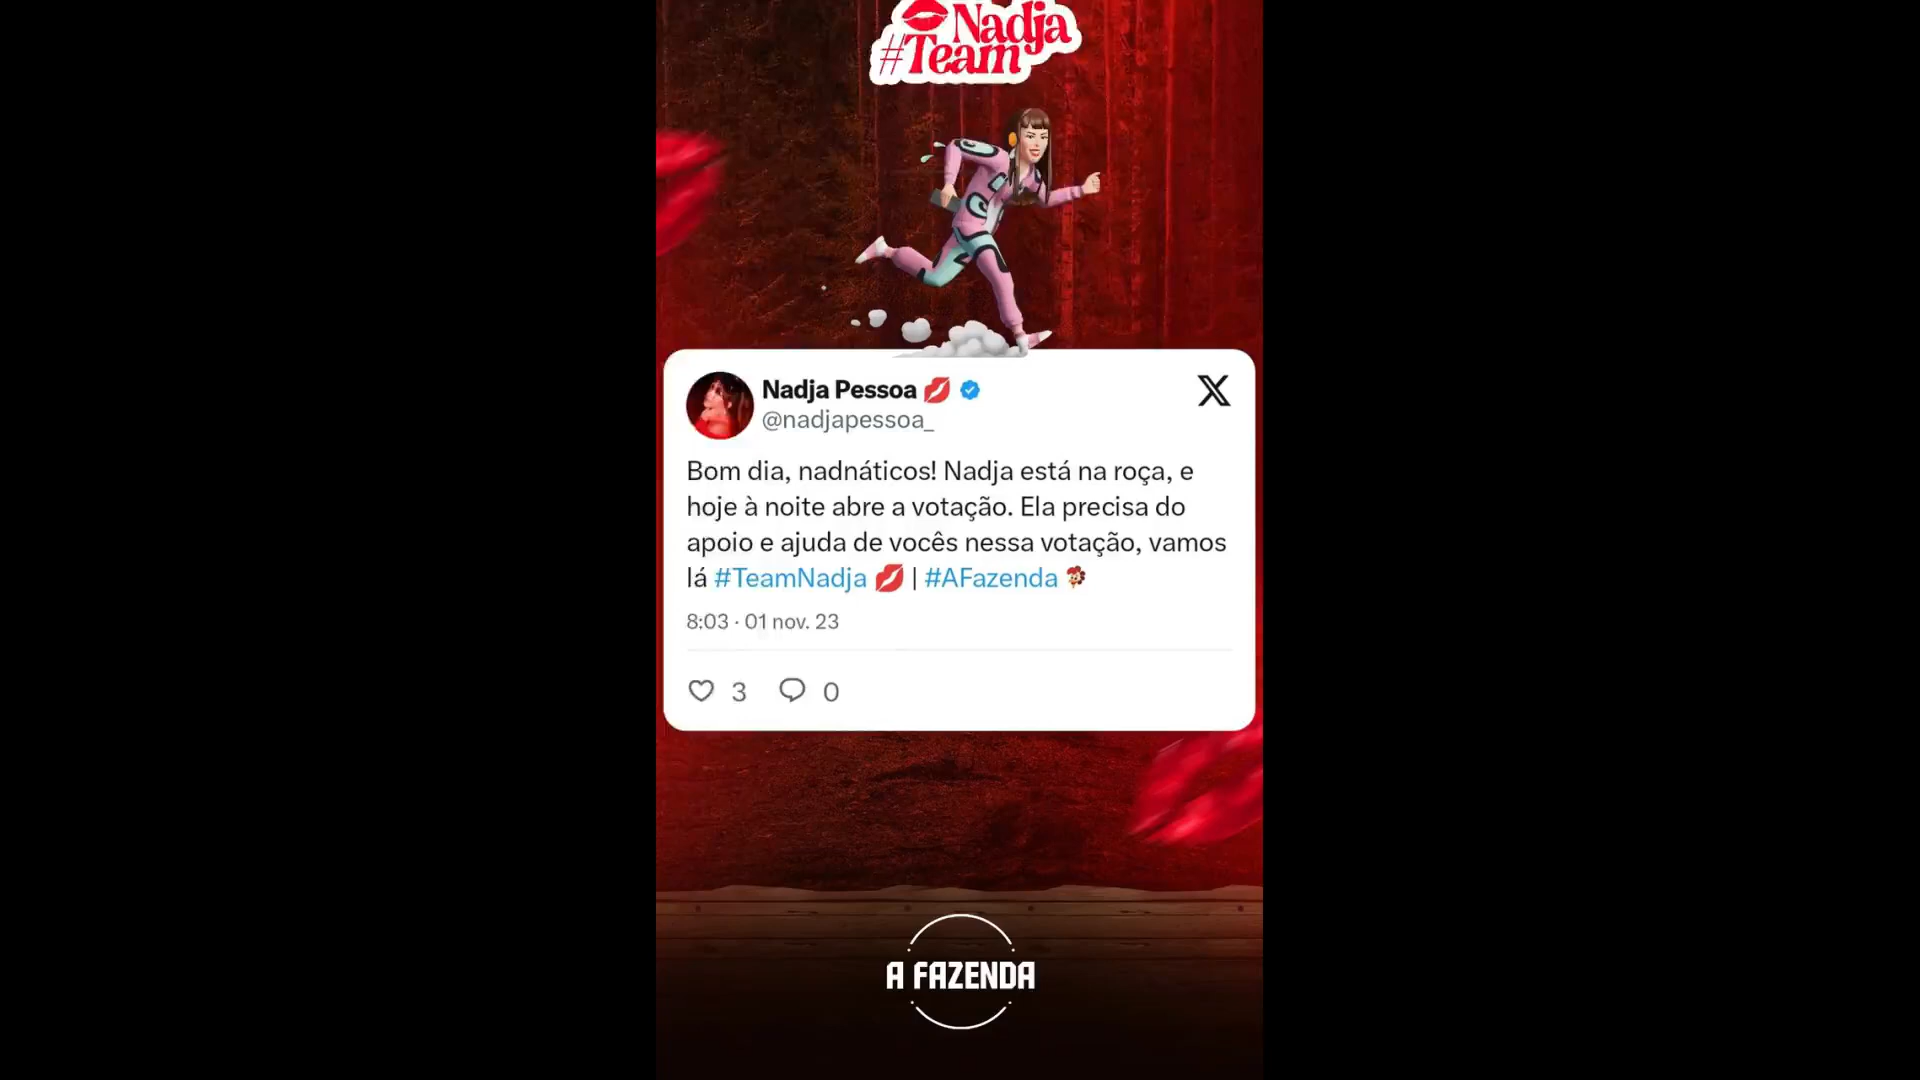 Nadja
#Team
Nadja Pessoa 💋
@nadjapessoa_
Bom dia, nadnáticos! Nadja está na roça, e
hoje à noite abre a votação. Ela precisa do
apoio e ajuda de vocês nessa votação, vamos
lá #TeamNadja 💋 | #AFazenda
8:03 · 01 nov. 23
3 0
A FAZENDA